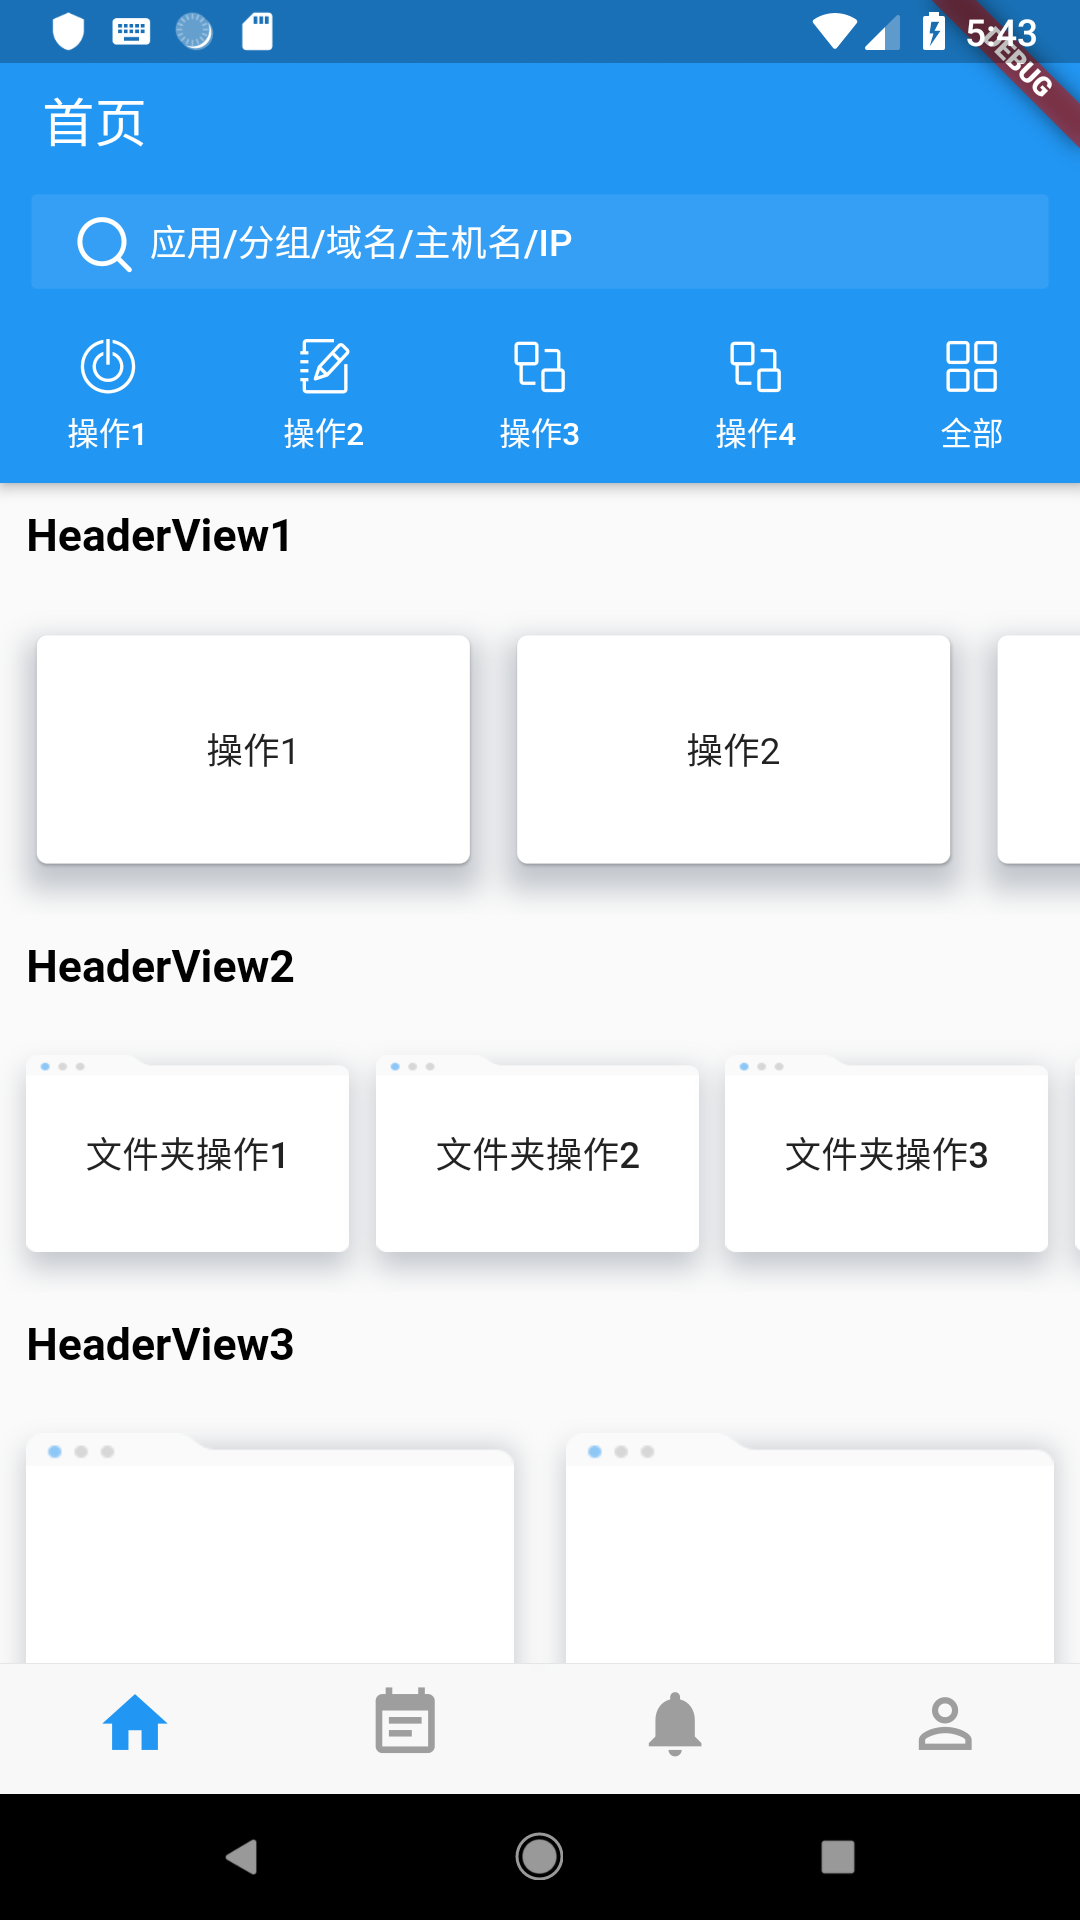 5:43
DEBUG
首页
应用/分组/域名/主机名/IP
操作1 操作2 操作3 操作4 全部
HeaderView1
操作1 操作2
HeaderView2
文件夹操作1 文件夹操作2 文件夹操作3
HeaderView3